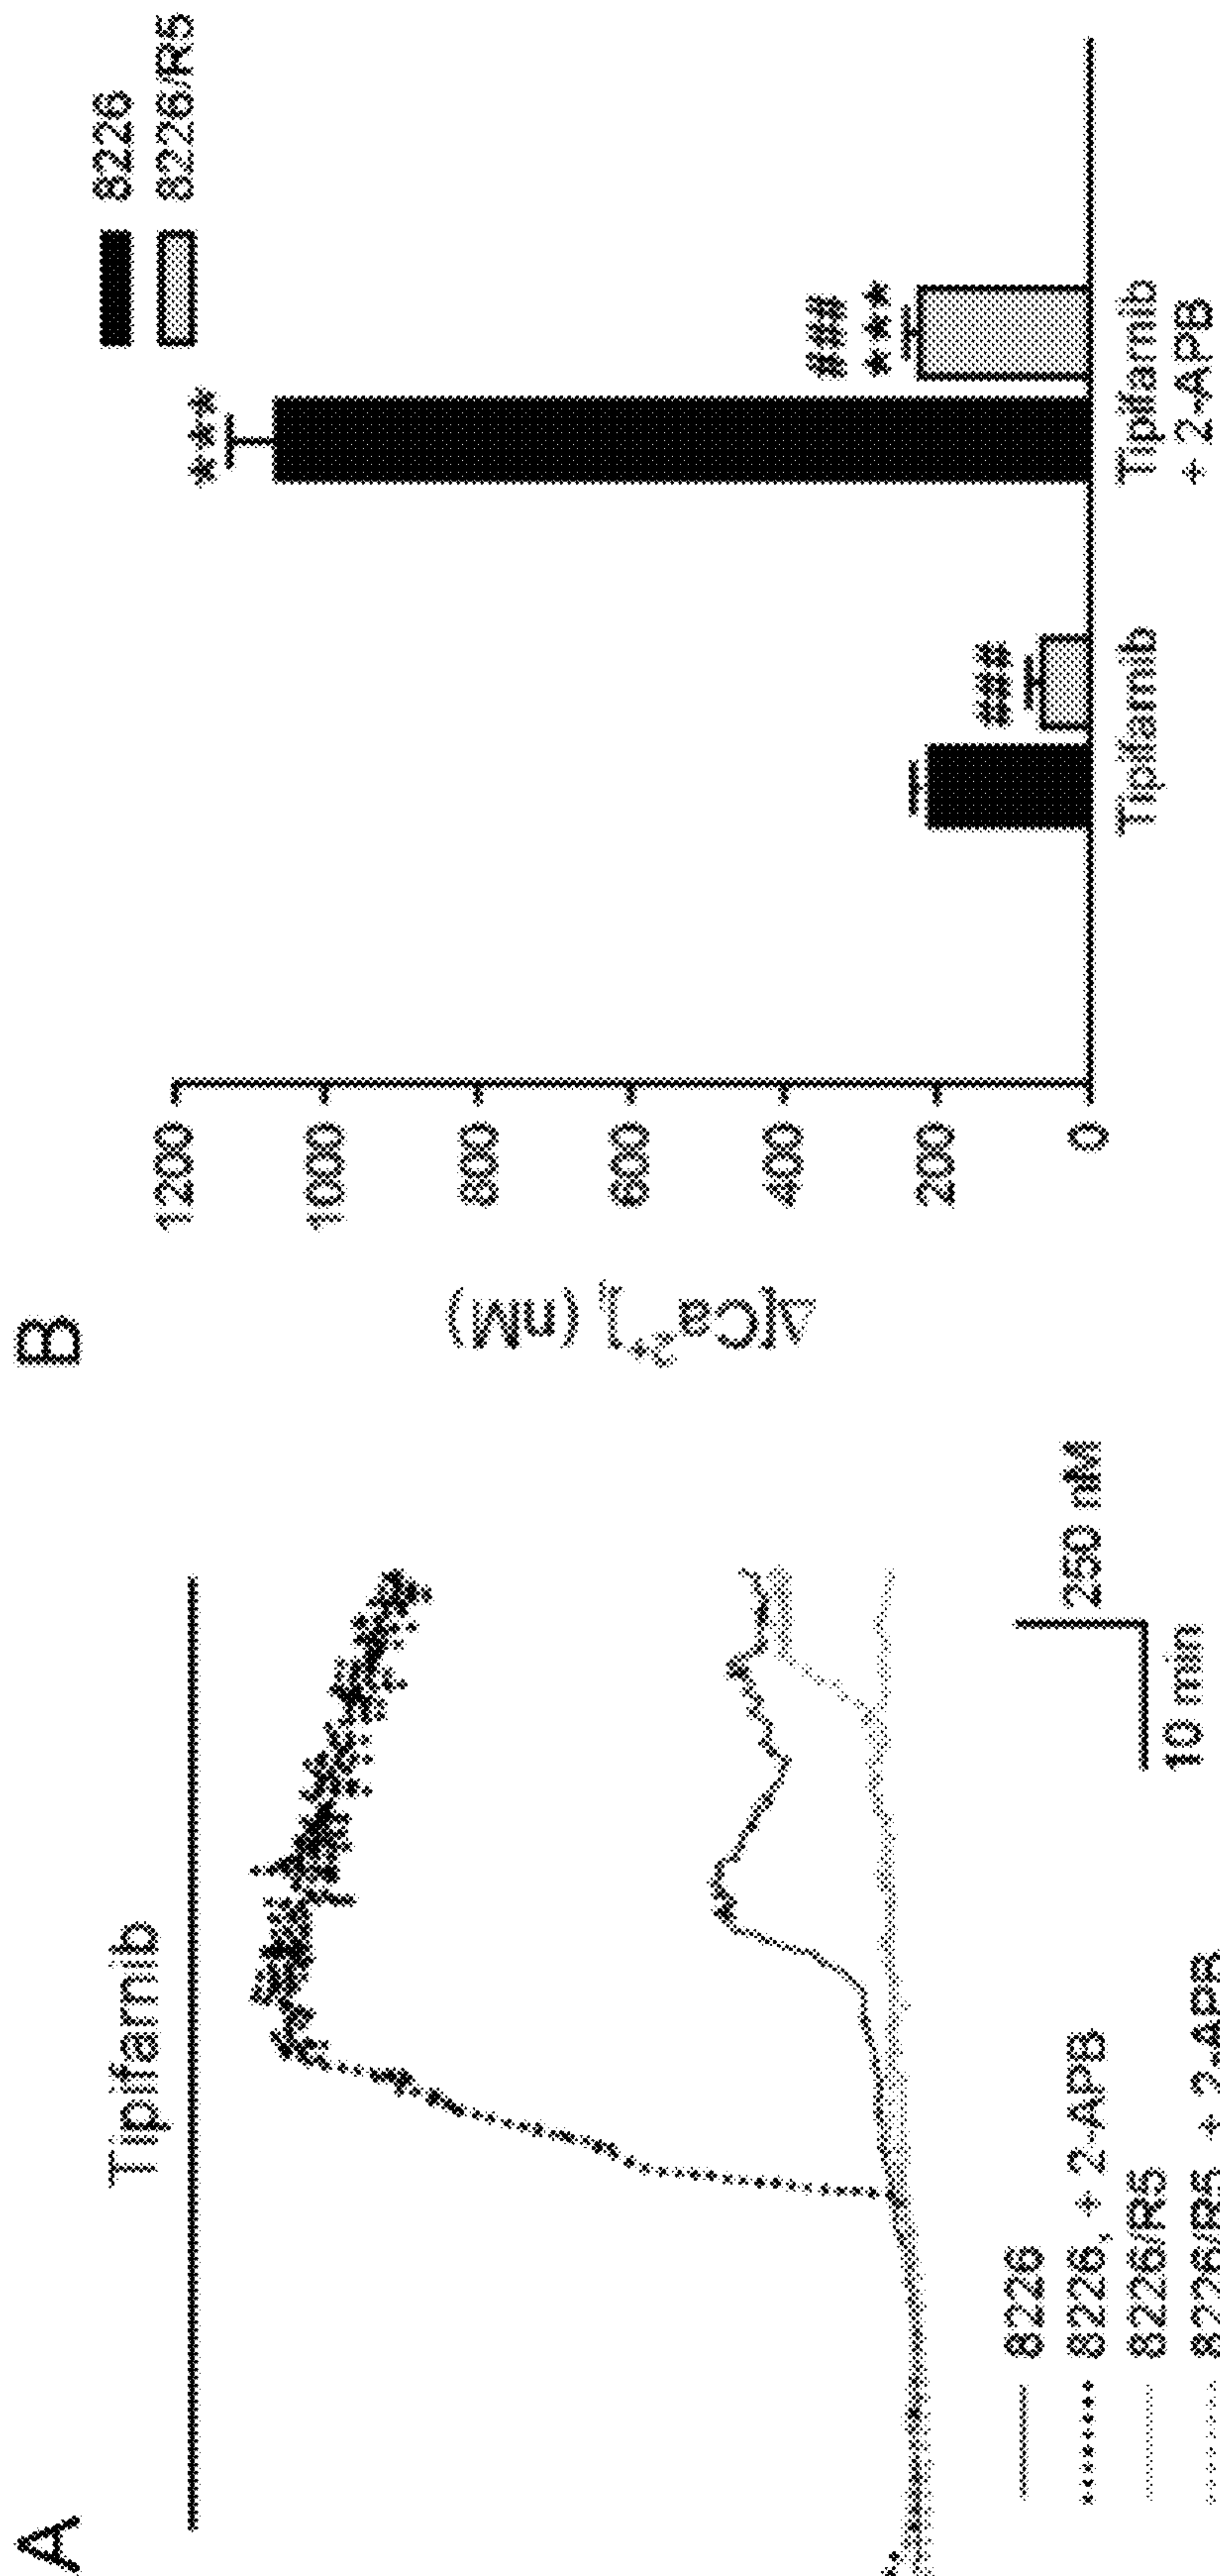 A
Tipifarnib
250 nM
10 min
8226
8226, + 2-APB
8226/R5
8226/R5 + 2-APB
B
8226
8226/R5
Δ[Ca²⁺]ᵢ (nM)
1200
1000
800
600
400
200
0
###
***
###
***
Tipifarnib
Tipifarnib
+ 2-APB